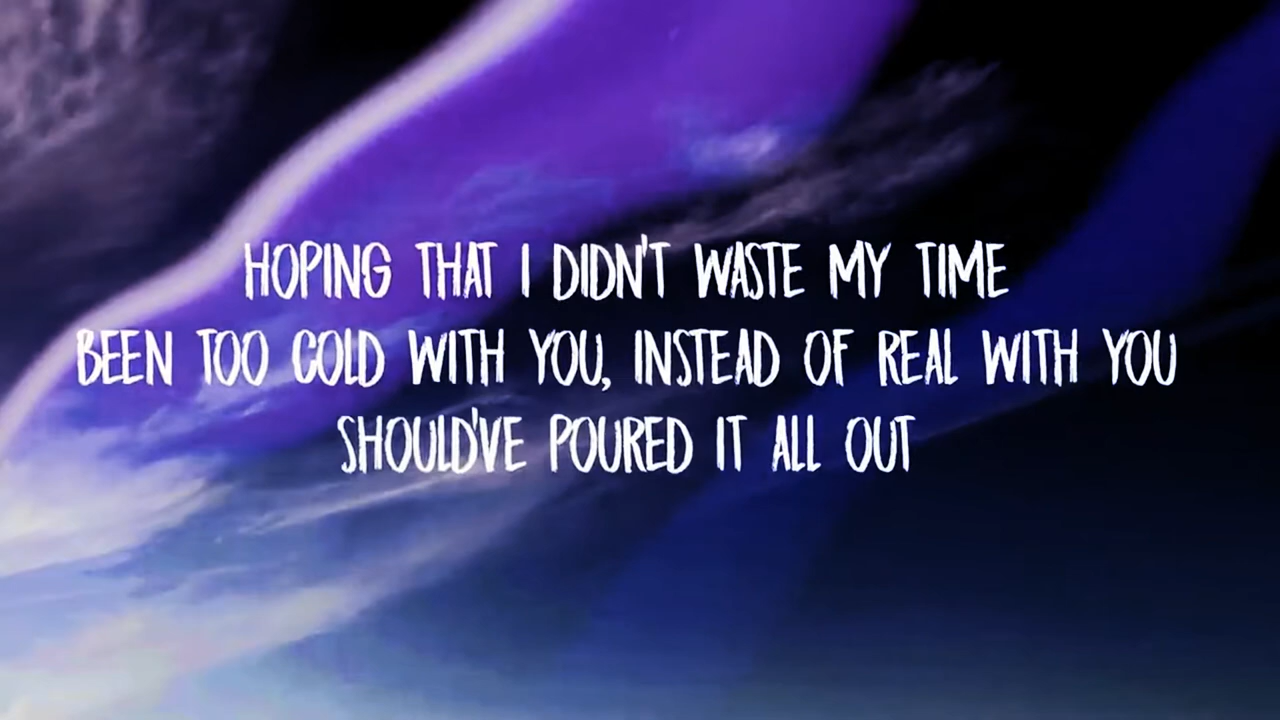 HOPING THAT I DIDN'T WASTE MY TIME
BEEN TOO COLD WITH YOU, INSTEAD OF REAL WITH YOU
SHOULD'VE POURED IT ALL OUT